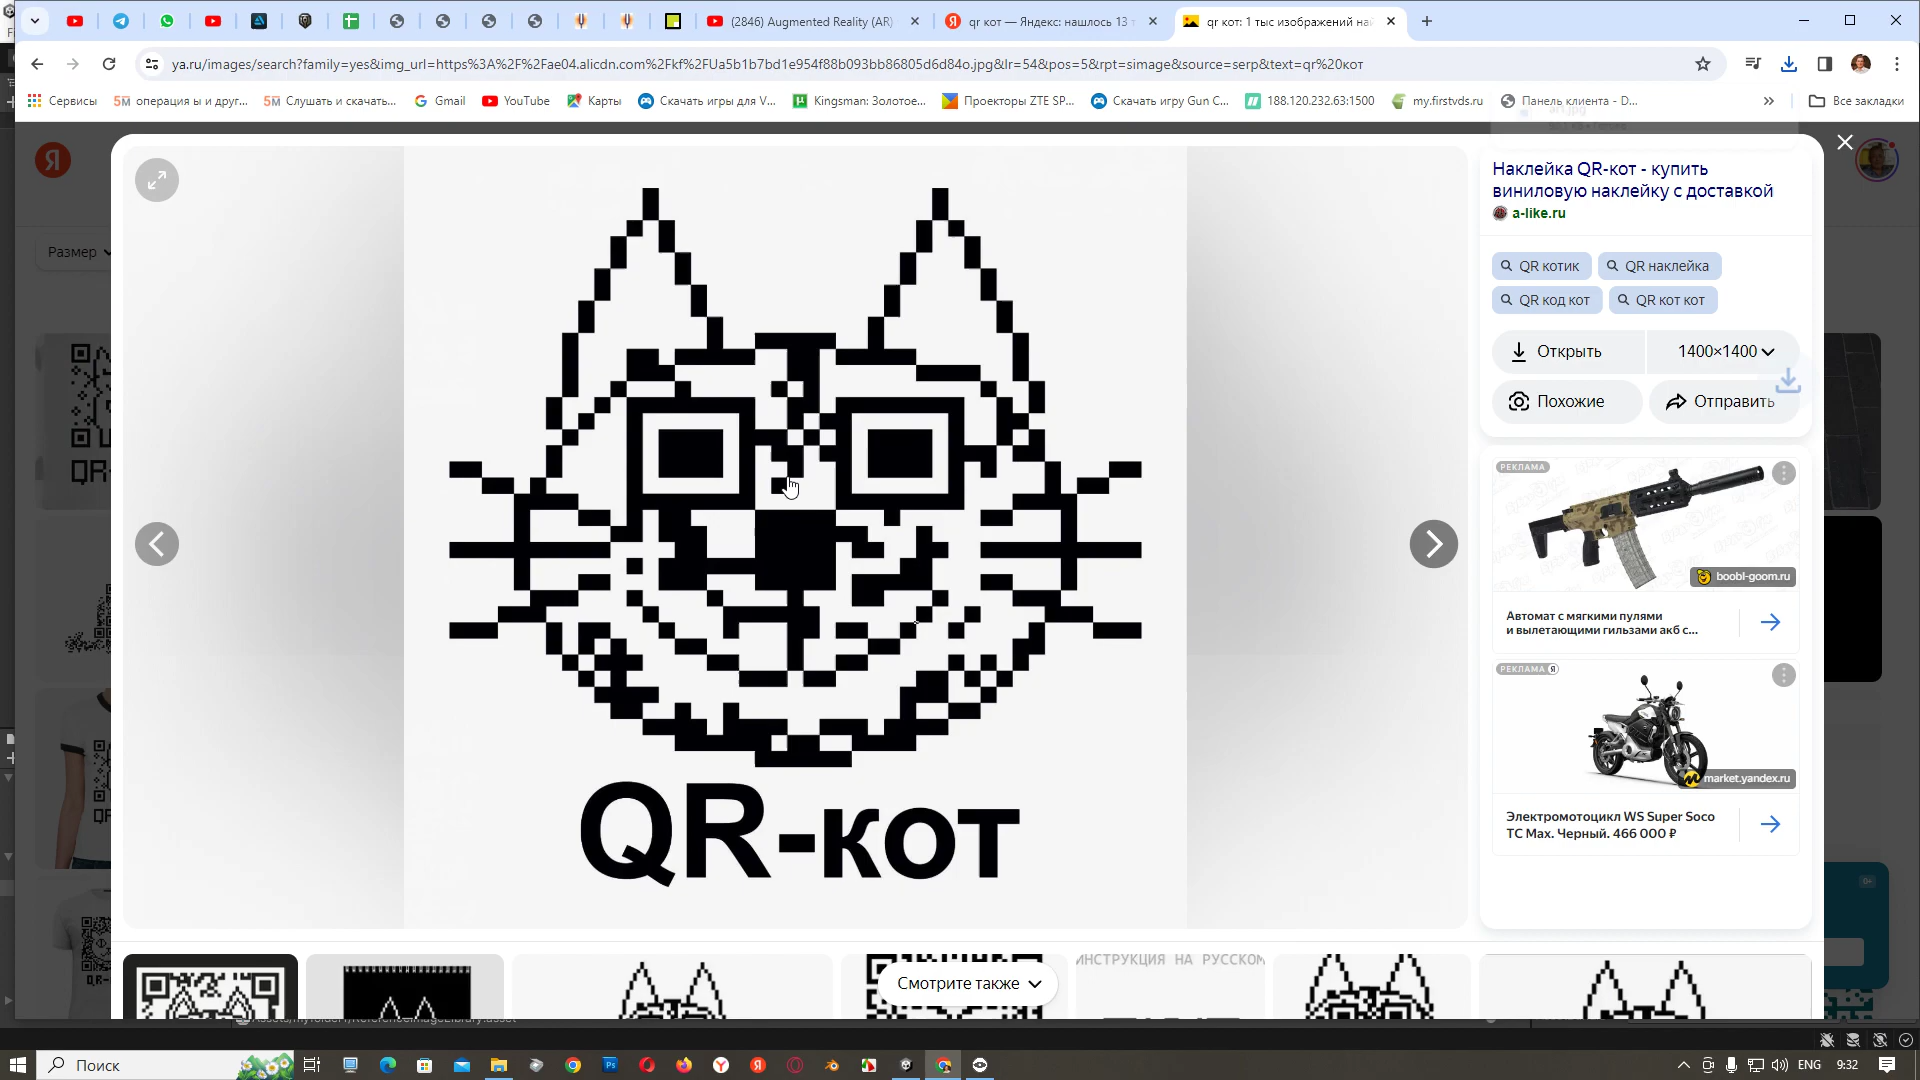 (2846) Augmented Reality (AR)
qr кот — Яндекс: нашлось 13 т
qr кот: 1 тыс изображений на
ya.ru/images/search?family=yes&img_url=https%3A%2F%2Fae04.alicdn.com%2Fkf%2FUa5b1b7bd1e954f88b093bb86805d6d84o.jpg&lr=54&pos=5&rpt=simage&source=serp&text=qr%20кот
Сервисы
операция ы и друг...
Слушать и скачать...
Gmail
YouTube
Карты
Скачать игры для V...
Kingsman: Золотое...
Проекторы ZTE SP...
Скачать игру Gun C...
188.120.232.63:1500
my.firstvds.ru
Панель клиента - D...
Все закладки
Размер
QR-кот
Наклейка QR-кот - купить
виниловую наклейку с доставкой
a-like.ru
QR котик
QR наклейка
QR код кот
QR кот кот
Открыть
1400×1400
Похожие
Отправить
РЕКЛАМА
boobl-goom.ru
Автомат с мягкими пулями
и вылетающими гильзами акб с...
РЕКЛАМА
market.yandex.ru
Электромотоцикл WS Super Soco
TC Max. Черный. 466 000 ₽
Смотрите также
ИНСТРУКЦИЯ НА РУССКОМ
Поиск
ENG
9:32